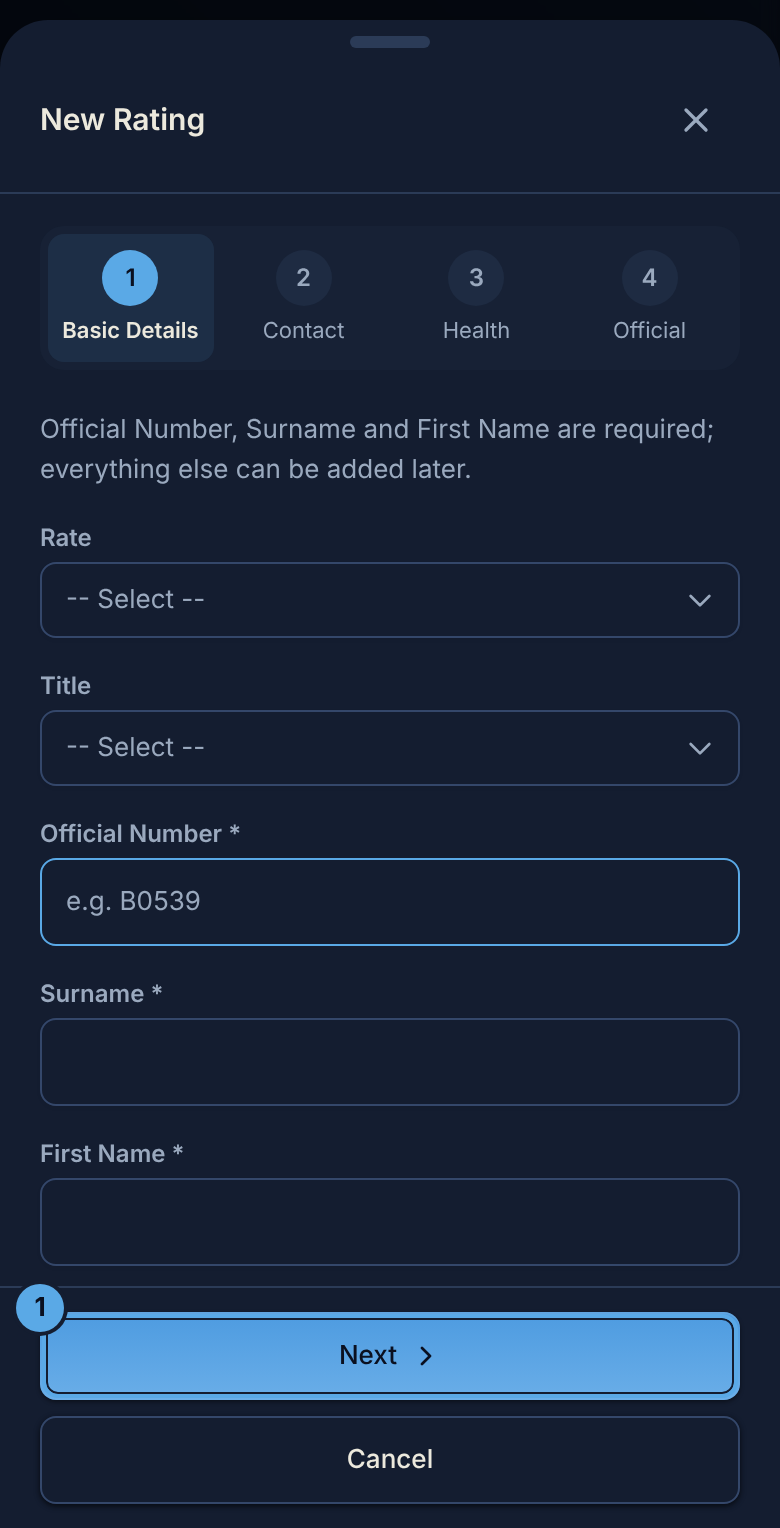 New Rating
1
2
3
4
Basic Details
Contact
Health
Official
Official Number, Surname and First Name are required;
everything else can be added later.
Rate
-- Select --
Title
-- Select --
Official Number *
e.g. B0539
Surname *
First Name *
1
Next
Cancel